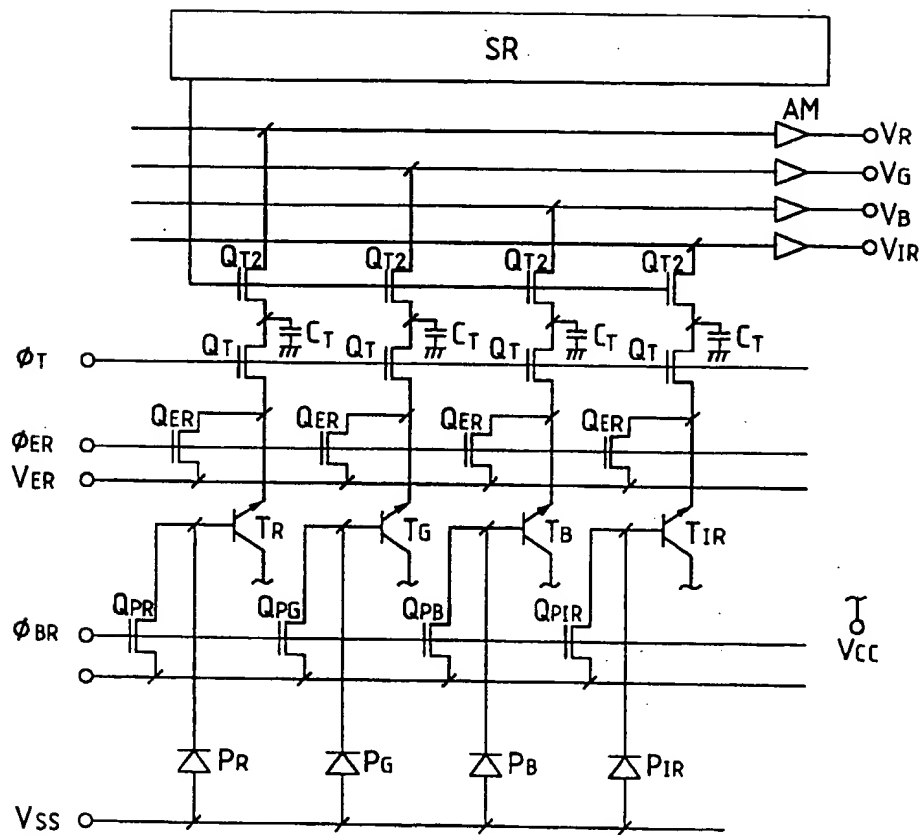 SR
AM
VR
VG
VB
VIR
QT2 QT2 QT2 QT2
CT CT CT CT
ΦT QT QT QT QT
QER QER QER QER
ΦER
VER
TR TG TB TIR
QPR QPG QPB QPIR
ΦBR
VCC
PR PG PB PIR
VSS